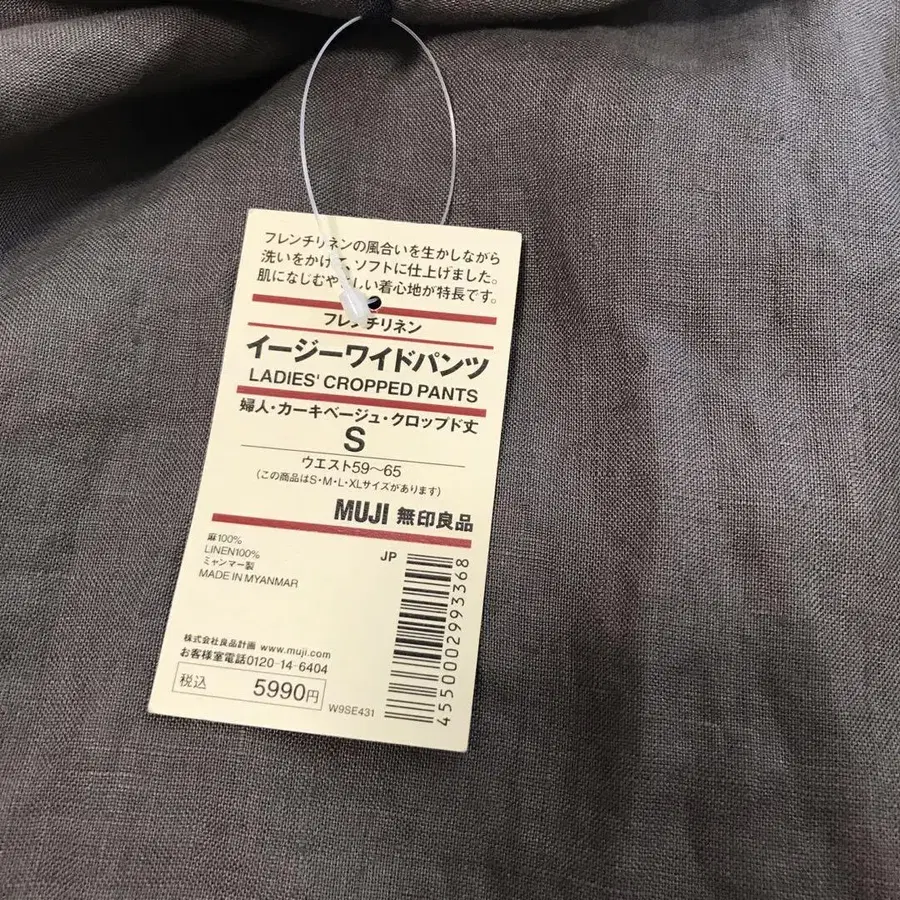 フレンチリネンの風合いを生かしながら
洗いをかけて、ソフトに仕上げました。
肌になじむやさしい着心地が特長です。
フレンチリネン
イージーワイドパンツ
LADIES' CROPPED PANTS
婦人・カーキベージュ・クロップド丈
S
ウエスト59～65
(この商品はS・M・L・XLサイズがあります)
MUJI 無印良品
麻100%
LINEN100%
ミャンマー製
MADE IN MYANMAR
JP
4550002993368
株式会社良品計画 www.muji.com
お客様室電話0120-14-6404
税込 5990円
W9SE431